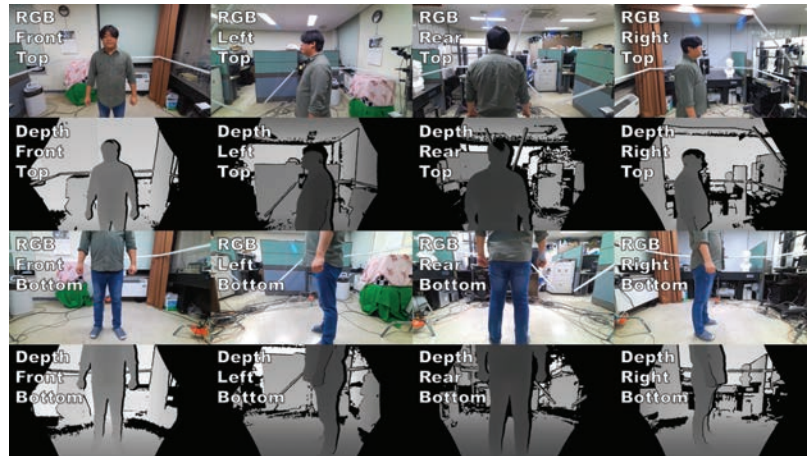 RGB
Front
Top
RGB
Left
Top
RGB
Rear
Top
RGB
Right
Top
Depth
Front
Top
Depth
Left
Top
Depth
Rear
Top
Depth
Right
Top
RGB
Front
Bottom
RGB
Left
Bottom
RGB
Rear
Bottom
RGB
Right
Bottom
Depth
Front
Bottom
Depth
Left
Bottom
Depth
Rear
Bottom
Depth
Right
Bottom